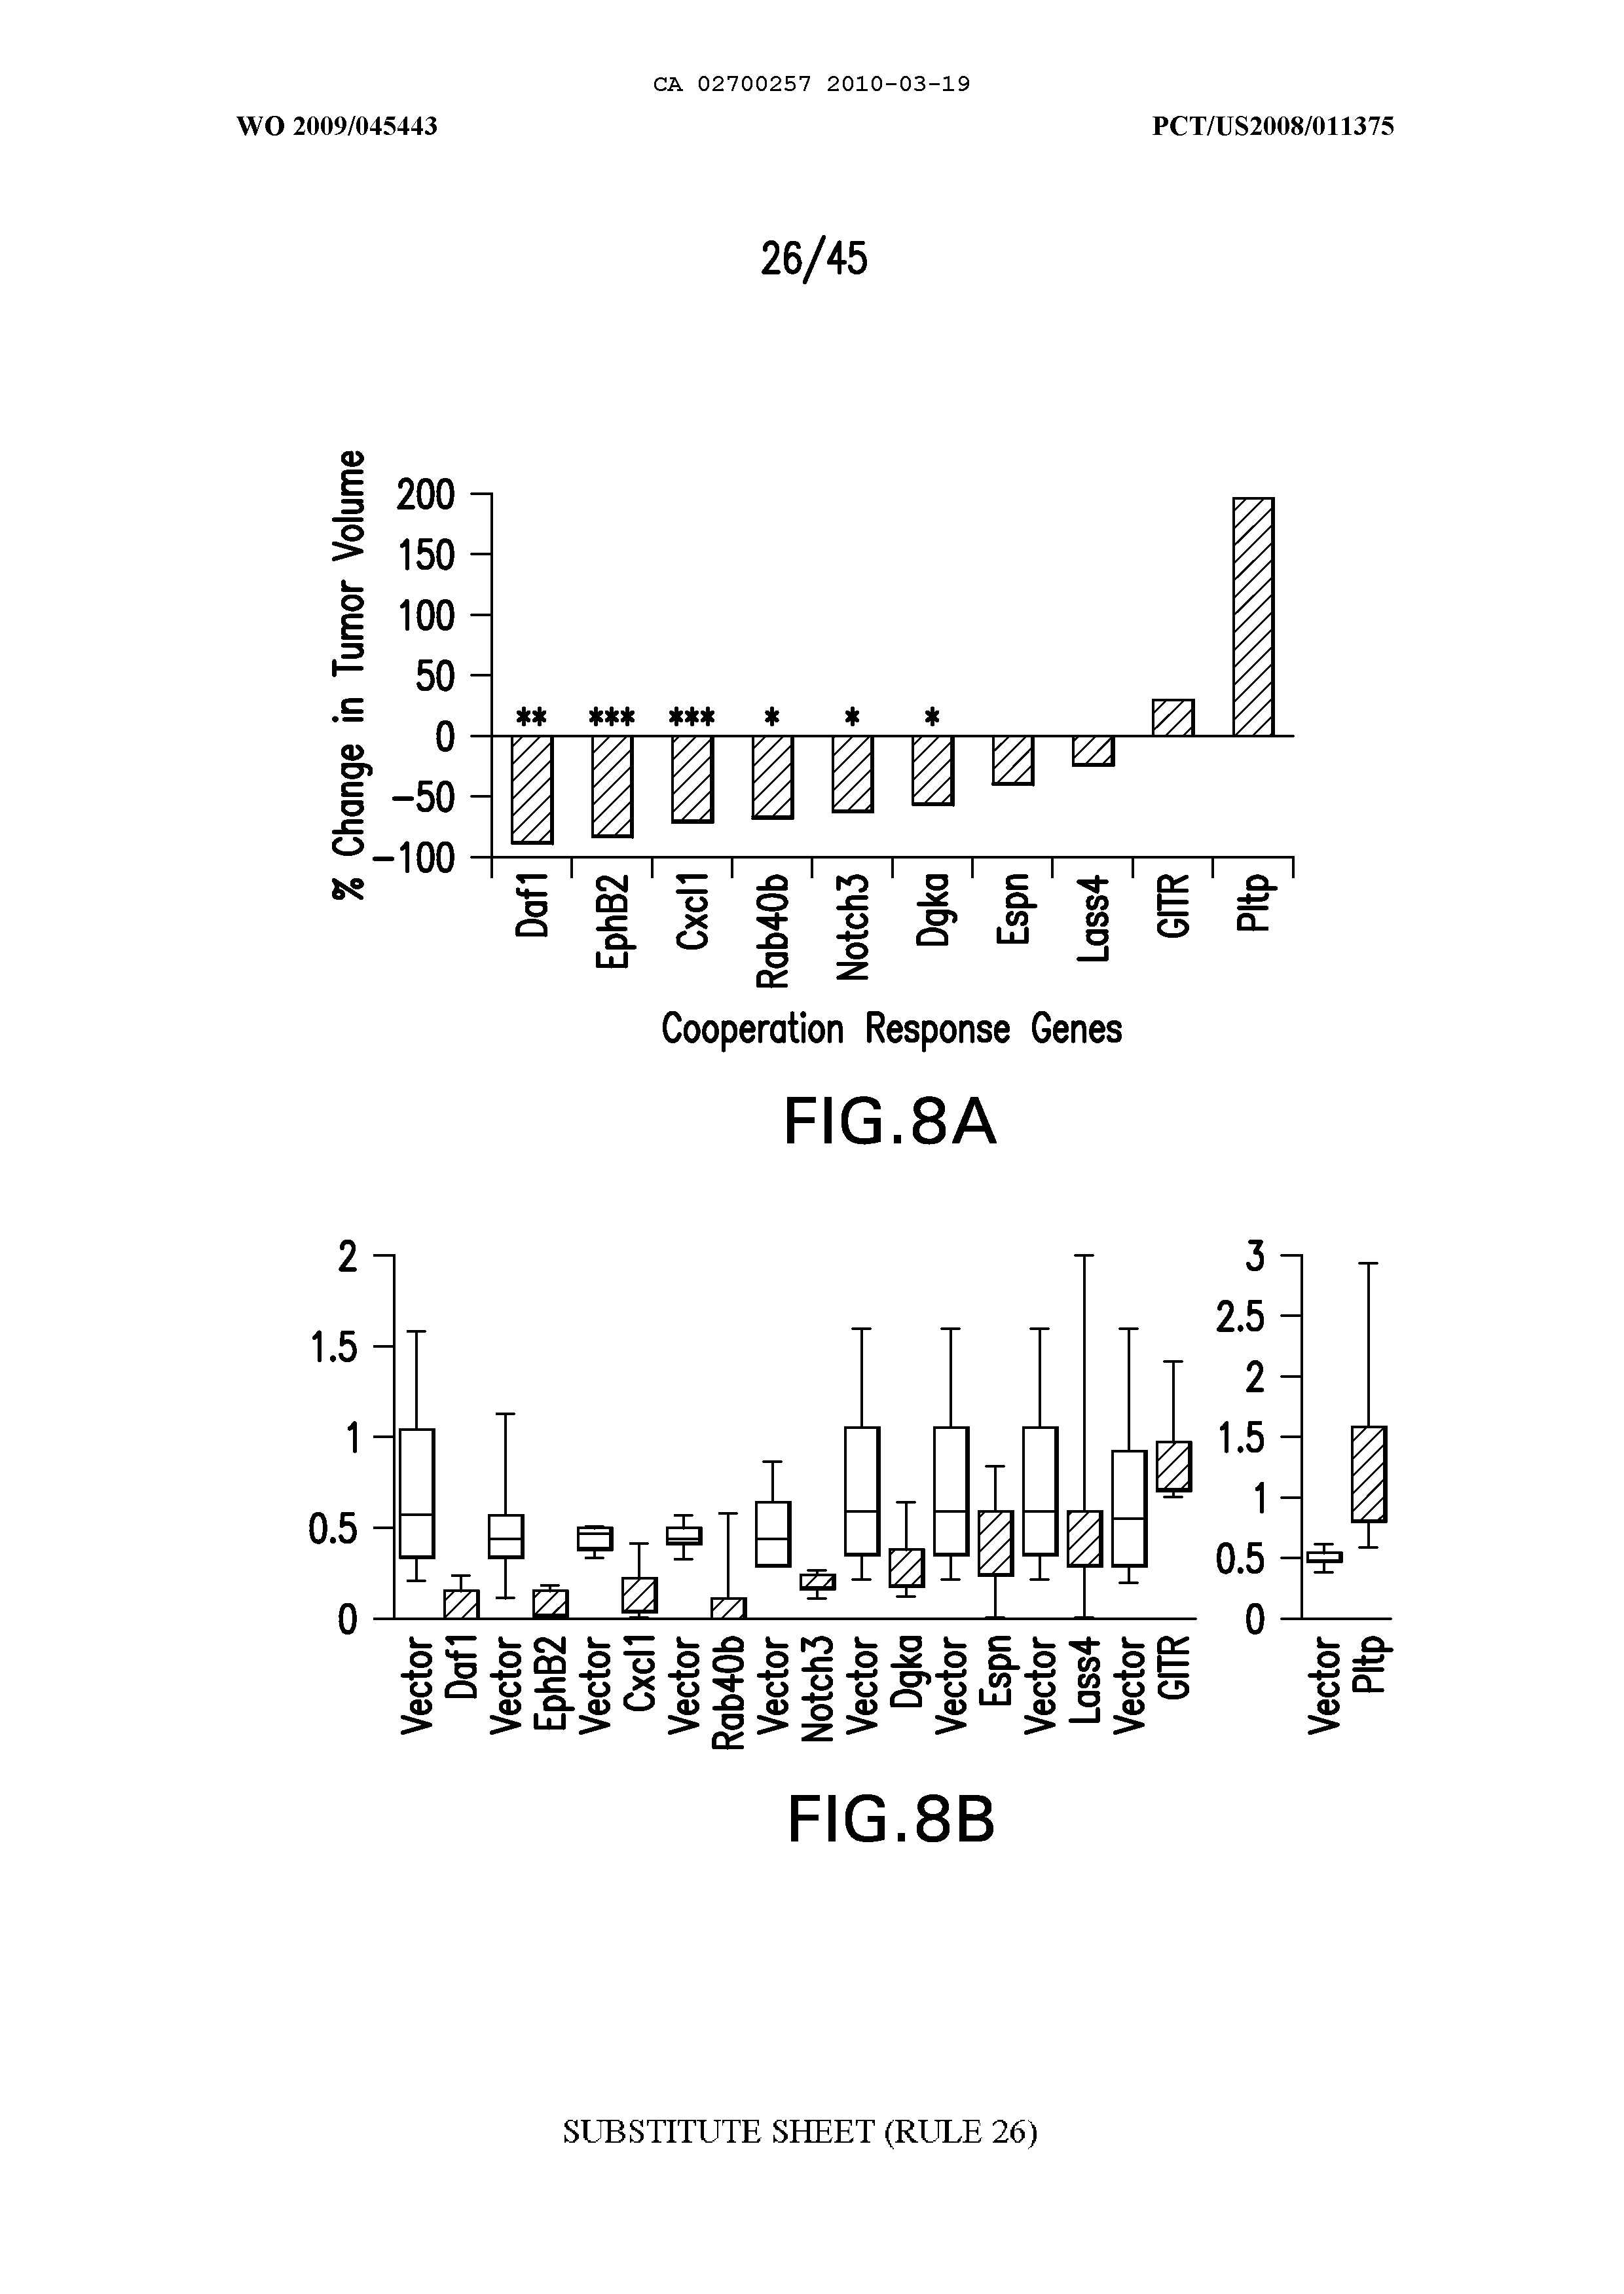 CA 02700257 2010-03-19
WO 2009/045443
PCT/US2008/011375
26/45
% Change in Tumor Volume
200
150
100
50
0
-50
-100
** *** *** * * *
Daf1
EphB2
Cxcl1
Rab40b
Notch3
Dgka
Espn
Lass4
GITR
Pltp
Cooperation Response Genes
FIG.8A
2
1.5
1
0.5
0
Vector
Daf1
Vector
EphB2
Vector
Cxcl1
Vector
Rab40b
Vector
Notch3
Vector
Dgka
Vector
Espn
Vector
Lass4
Vector
GITR
3
2.5
2
1.5
1
0.5
0
Vector
Pltp
FIG.8B
SUBSTITUTE SHEET (RULE 26)